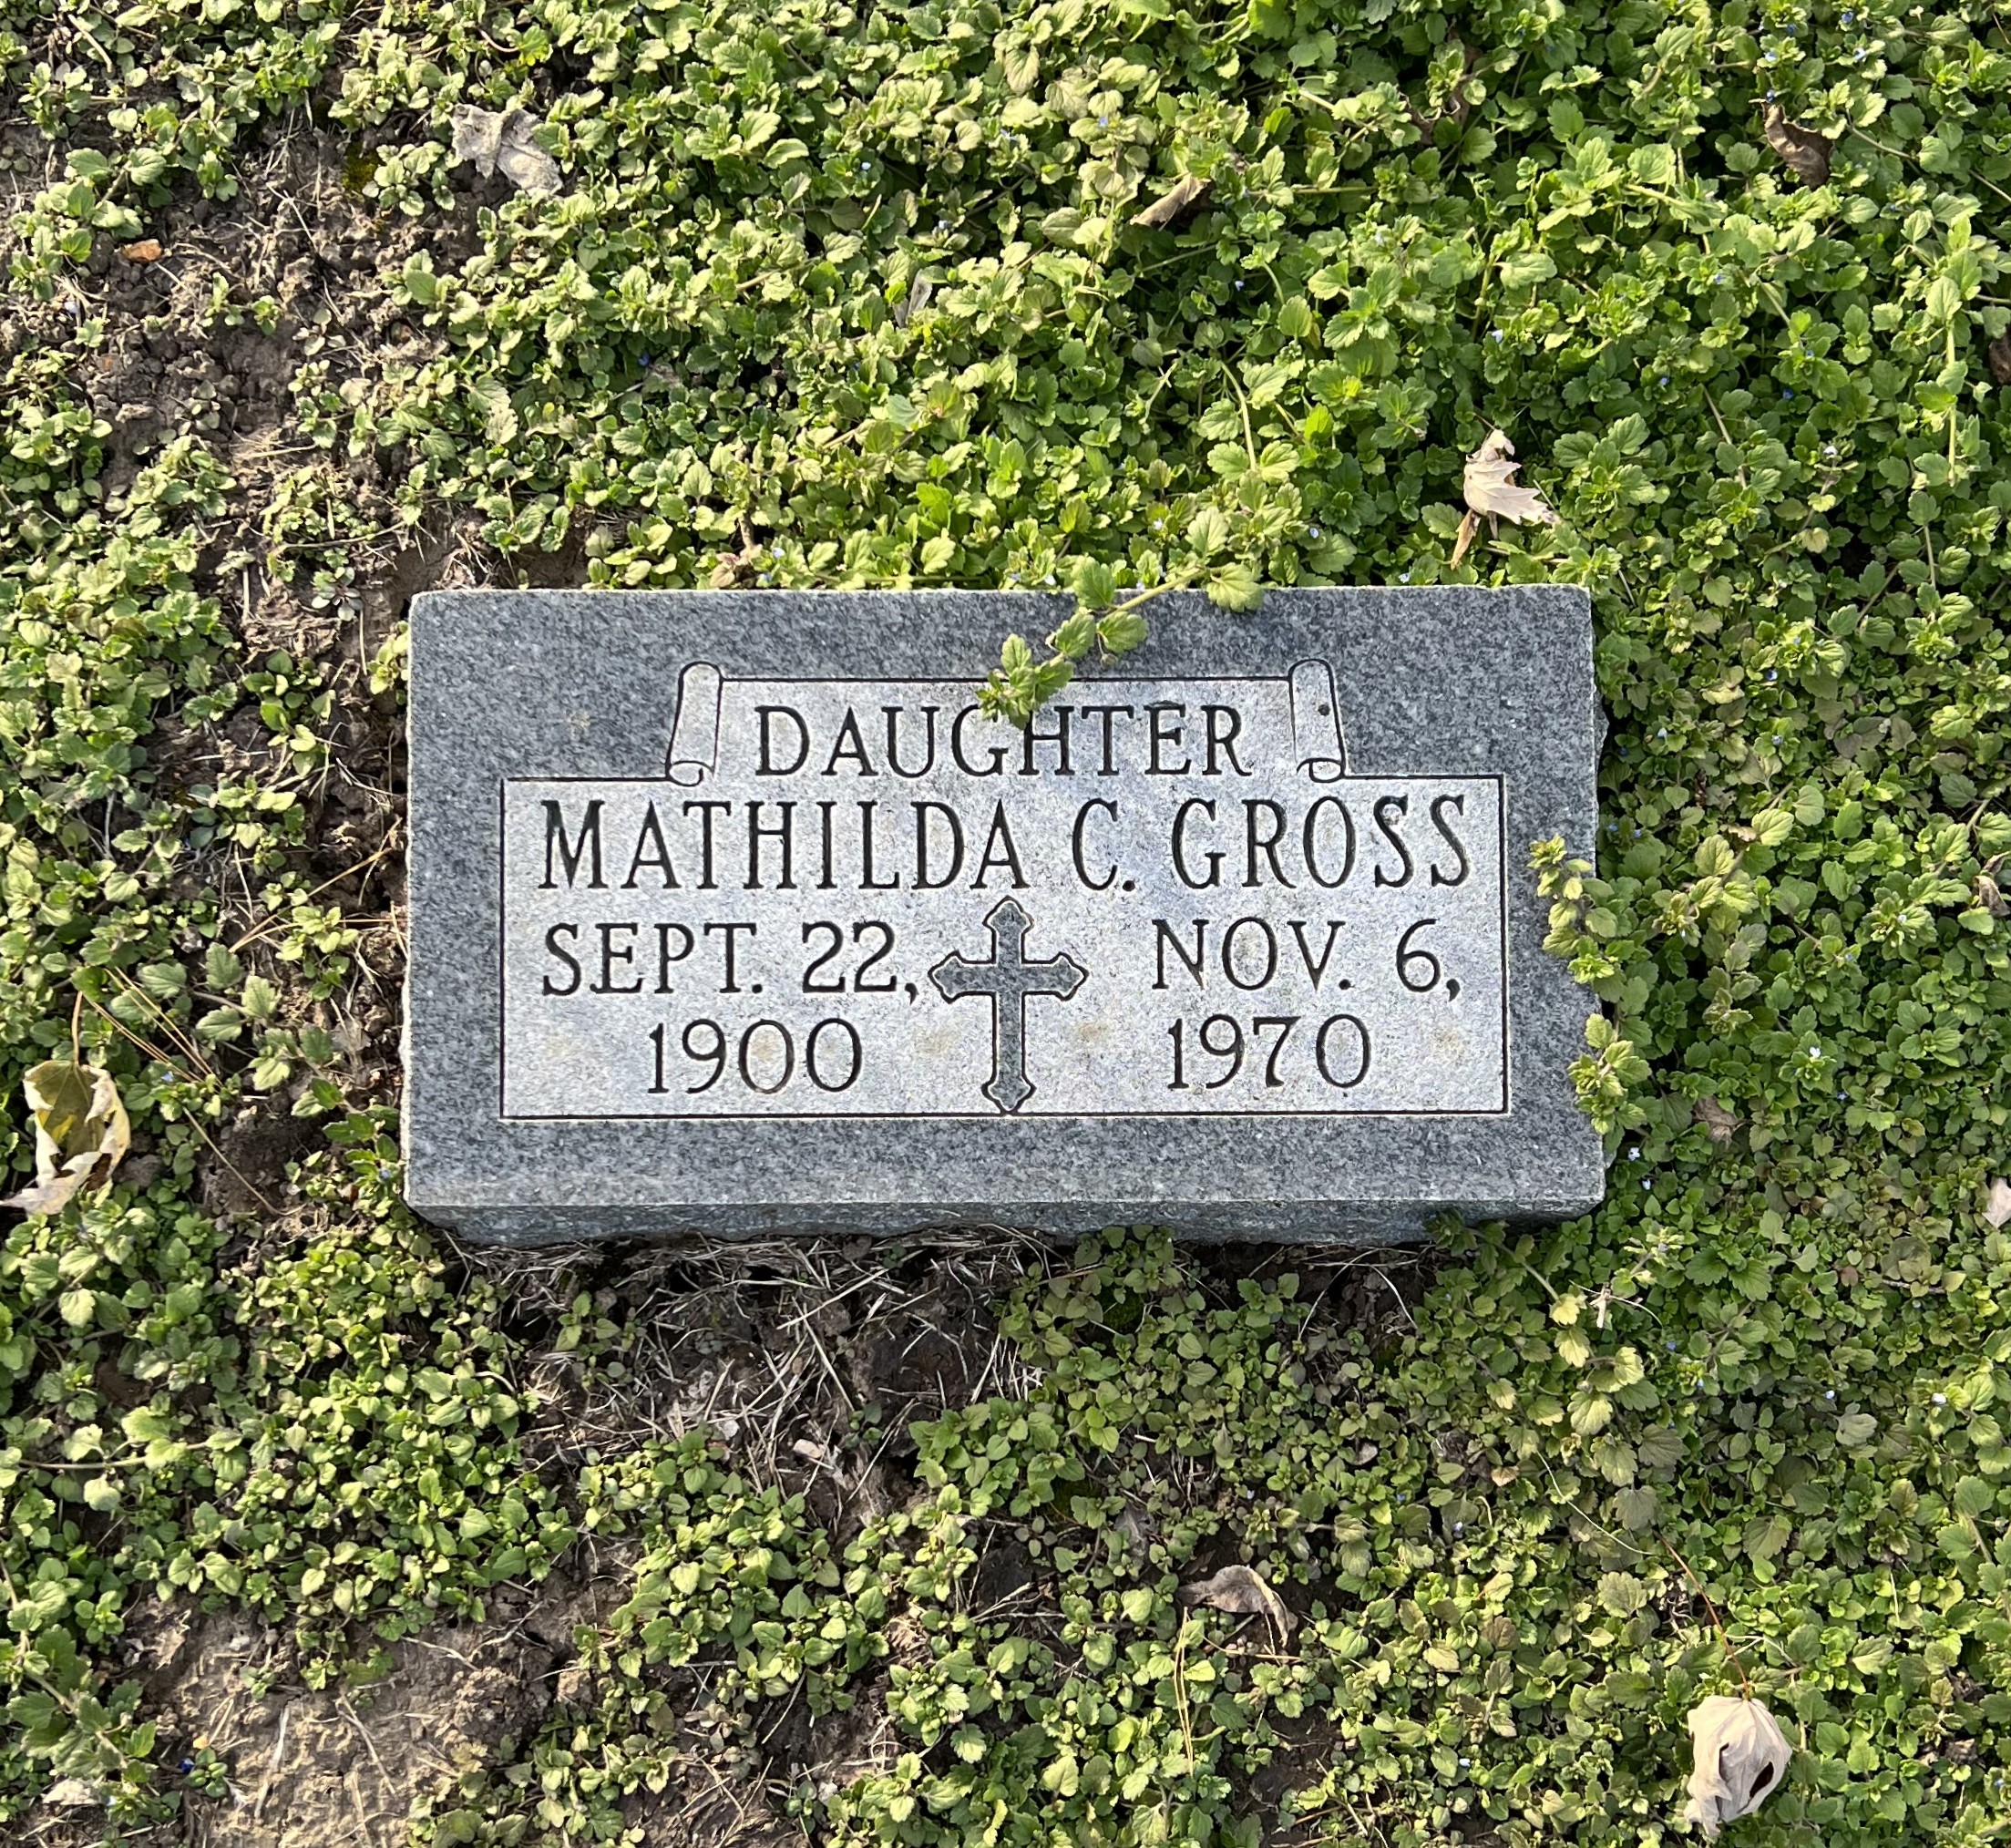 DAUGHTER
MATHILDA C. GROSS
SEPT. 22, NOV. 6,
1900 1970